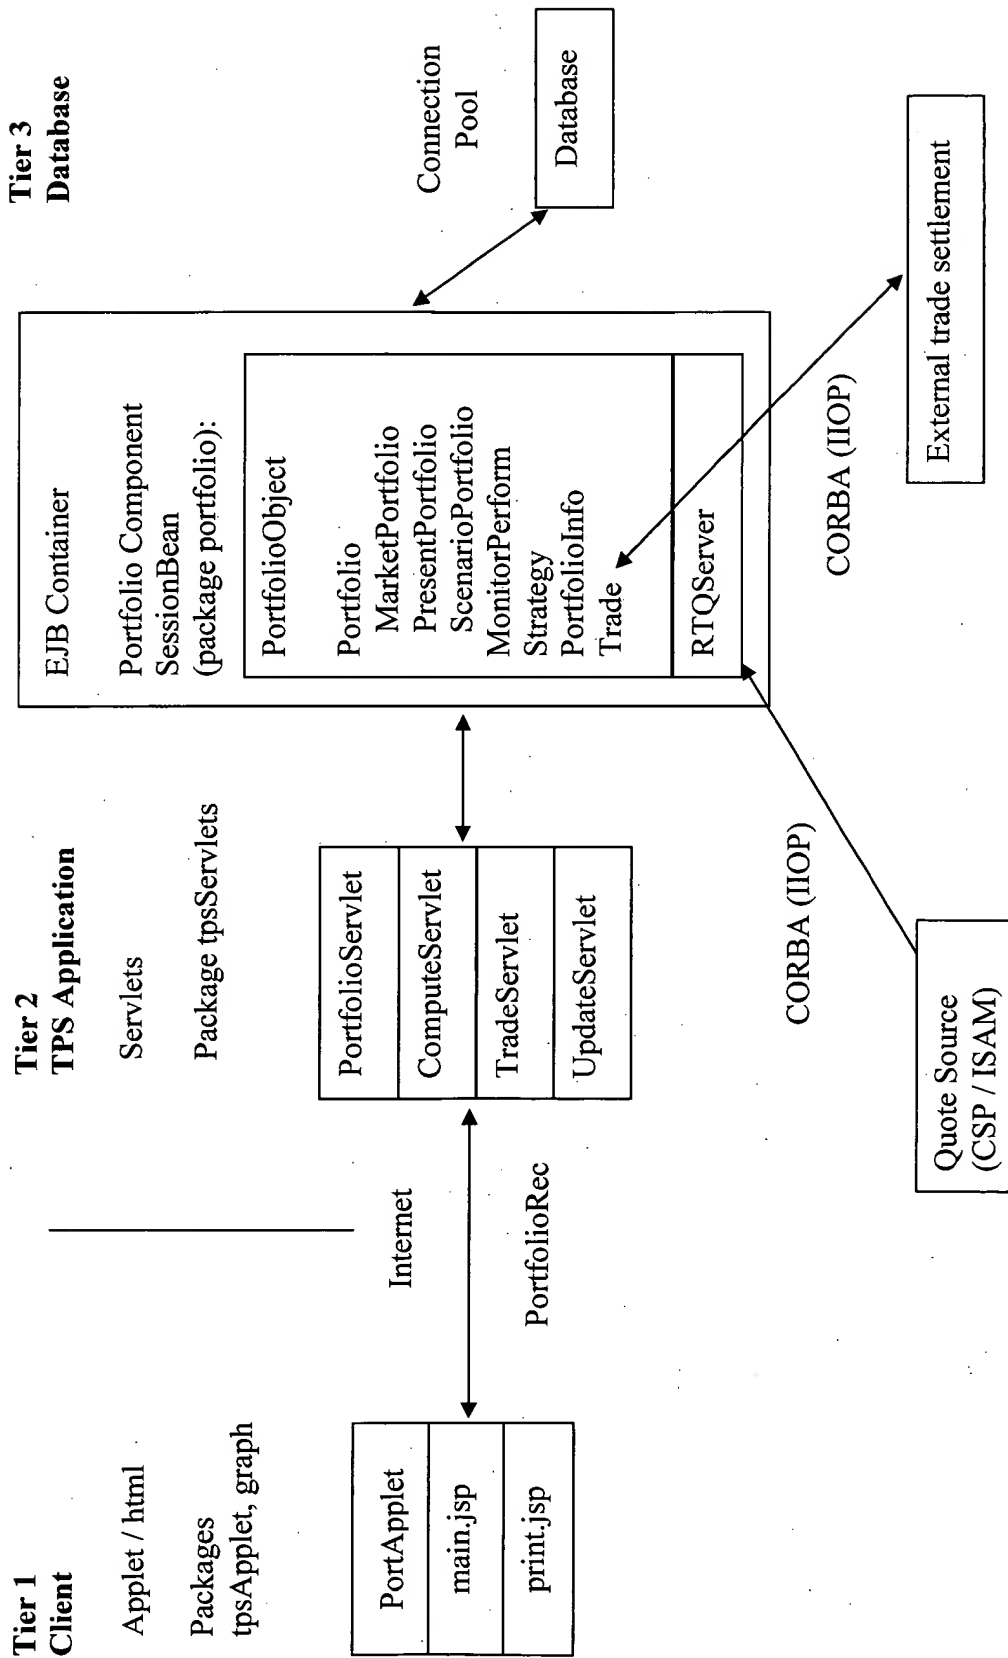 Tier 1
Client
Applet / html
Packages
tpsApplet, graph
PortApplet
main.jsp
print.jsp
Internet
PortfolioRec
Tier 2
TPS Application
Servlets
Package tpsServlets
PortfolioServlet
ComputeServlet
TradeServlet
UpdateServlet
EJB Container
Portfolio Component
SessionBean
(package portfolio):
PortfolioObject
Portfolio
MarketPortfolio
PresentPortfolio
ScenarioPortfolio
MonitorPerform
Strategy
PortfolioInfo
Trade
RTQServer
Tier 3
Database
Connection
Pool
Database
CORBA (IIOP)
Quote Source
(CSP / ISAM)
CORBA (IIOP)
External trade settlement